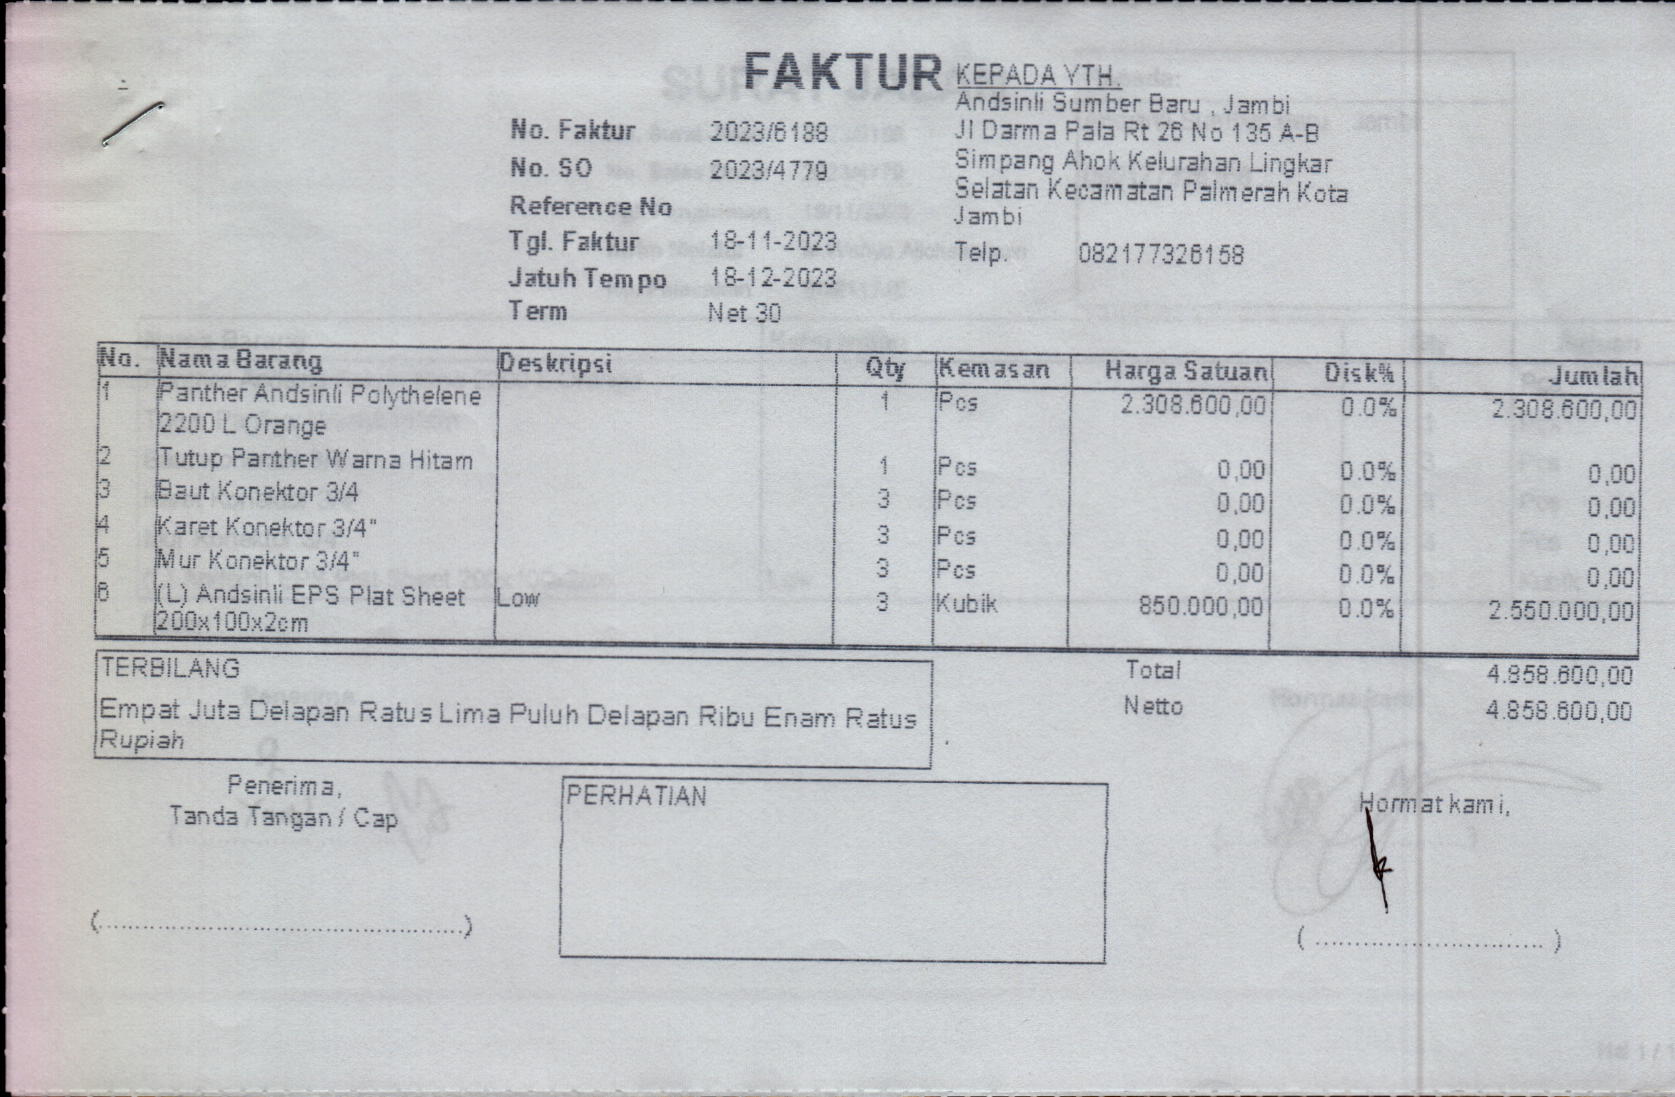 FAKTUR
No. Faktur 2023/6188
No. SO 2023/4779
Reference No
Tgl. Faktur 18-11-2023
Jatuh Tempo 18-12-2023
Term Net 30
KEPADA YTH.
Andsinli Sumber Baru , Jambi
Jl Darma Pala Rt 26 No 135 A-B
Simpang Ahok Kelurahan Lingkar
Selatan Kecamatan Palmerah Kota
Jambi
Telp. 082177326158
No. Nama Barang Deskripsi Qty Kemasan Harga Satuan Disk% Jumlah
1 Panther Andsinli Polythelene 1 Pcs 2.308.600,00 0.0% 2.308.600,00
2200 L Orange
2 Tutup Panther Warna Hitam 1 Pcs 0,00 0.0% 0,00
3 Baut Konektor 3/4 3 Pcs 0,00 0.0% 0,00
4 Karet Konektor 3/4" 3 Pcs 0,00 0.0% 0,00
5 Mur Konektor 3/4" 3 Pcs 0,00 0.0% 0,00
6 (L) Andsinli EPS Plat Sheet Low 3 Kubik 850.000,00 0.0% 2.550.000,00
200x100x2cm
TERBILANG
Empat Juta Delapan Ratus Lima Puluh Delapan Ribu Enam Ratus
Rupiah
Total 4.858.600,00
Netto 4.858.600,00
Penerima,
Tanda Tangan / Cap
PERHATIAN
Hormat kami,
(..................................................)
( ................................ )